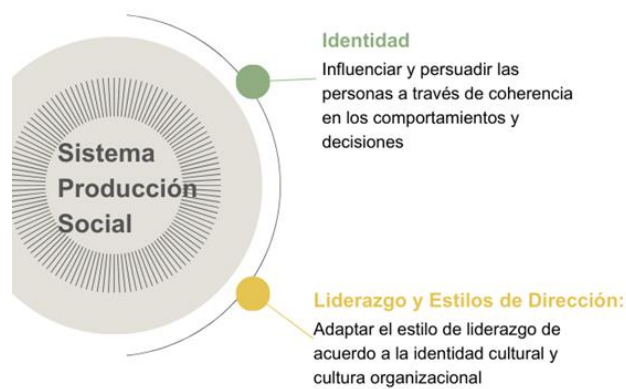 Sistema
Producción
Social
Identidad
Influenciar y persuadir las
personas a través de coherencia
en los comportamientos y
decisiones
Liderazgo y Estilos de Dirección:
Adaptar el estilo de liderazgo de
acuerdo a la identidad cultural y
cultura organizacional